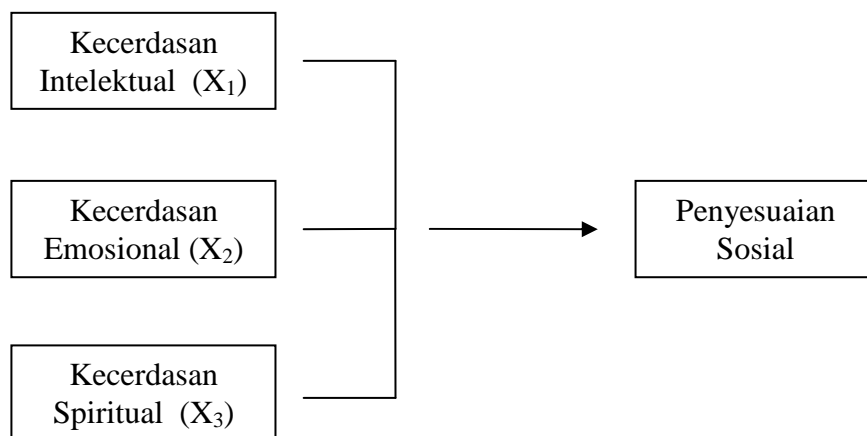 Kecerdasan
Intelektual (X₁)
Kecerdasan
Emosional (X₂)
Penyesuaian
Sosial
Kecerdasan
Spiritual (X₃)